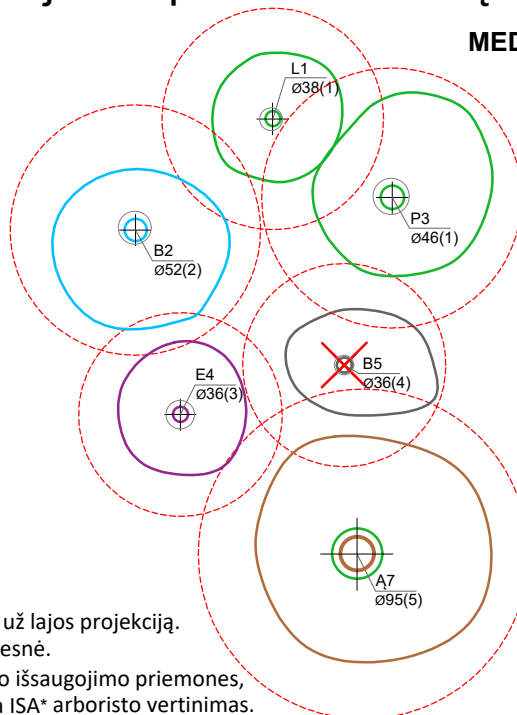 MED
L1
Ø38(1)
P3
Ø46(1)
B2
Ø52(2)
B5
Ø36(4)
E4
Ø36(3)
Ą7
Ø95(5)
už lajos projekciją.
esnė.
o išsaugojimo priemones,
ISA* arboristo vertinimas.